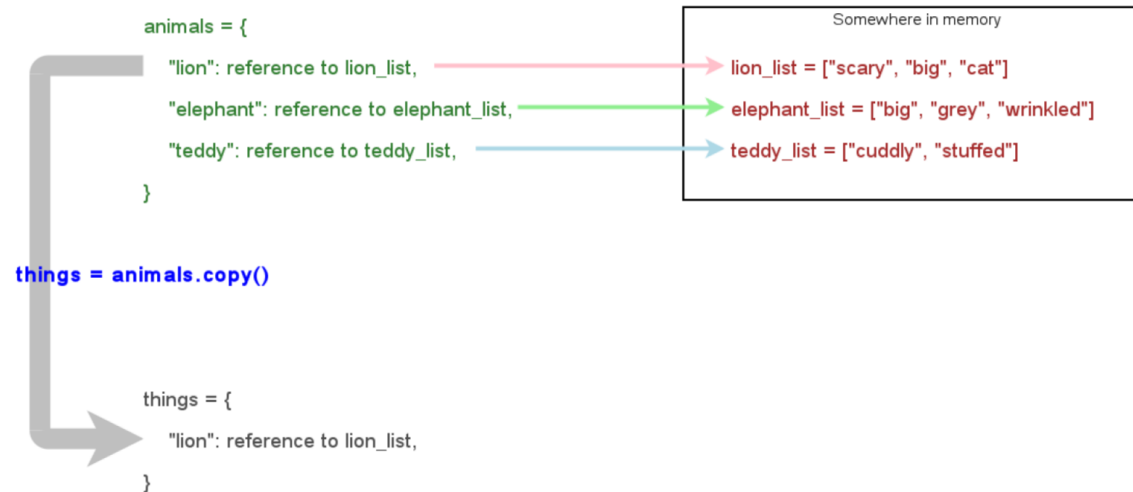 animals = {
Somewhere in memory
"lion": reference to lion_list,
lion_list = ["scary", "big", "cat"]
"elephant": reference to elephant_list,
elephant_list = ["big", "grey", "wrinkled"]
"teddy": reference to teddy_list,
teddy_list = ["cuddly", "stuffed"]
}
things = animals.copy()
things = {
"lion": reference to lion_list,
}